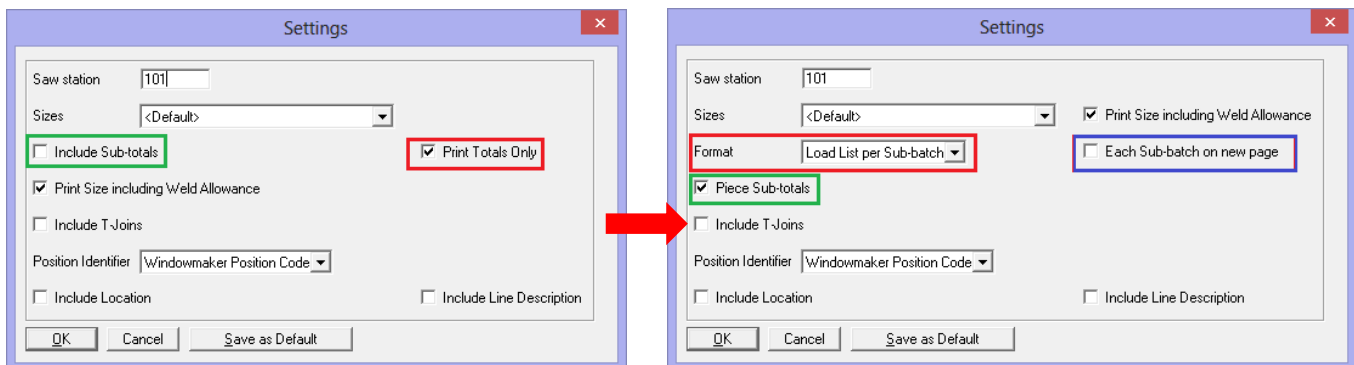 Settings
Saw station 101
Sizes <Default>
Include Sub-totals Print Totals Only
Print Size including Weld Allowance
Include T-Joins
Position Identifier Windowmaker Position Code
Include Location Include Line Description
OK Cancel Save as Default
Settings
Saw station 101
Sizes <Default> Print Size including Weld Allowance
Format Load List per Sub-batch Each Sub-batch on new page
Piece Sub-totals
Include T-Joins
Position Identifier Windowmaker Position Code
Include Location Include Line Description
OK Cancel Save as Default